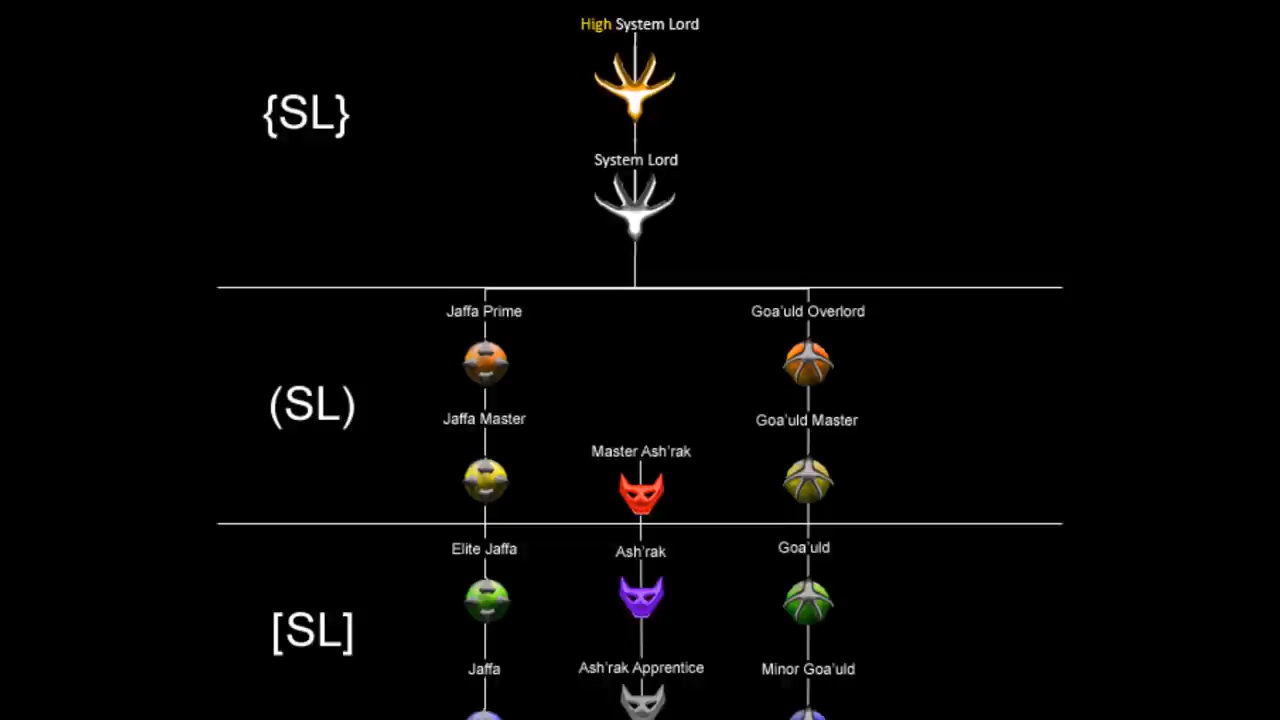 High System Lord
{SL}
System Lord
Jaffa Prime
Goa'uld Overlord
(SL)
Jaffa Master
Goa'uld Master
Master Ash'rak
Elite Jaffa
Ash'rak
Goa'uld
[SL]
Jaffa
Ash'rak Apprentice
Minor Goa'uld